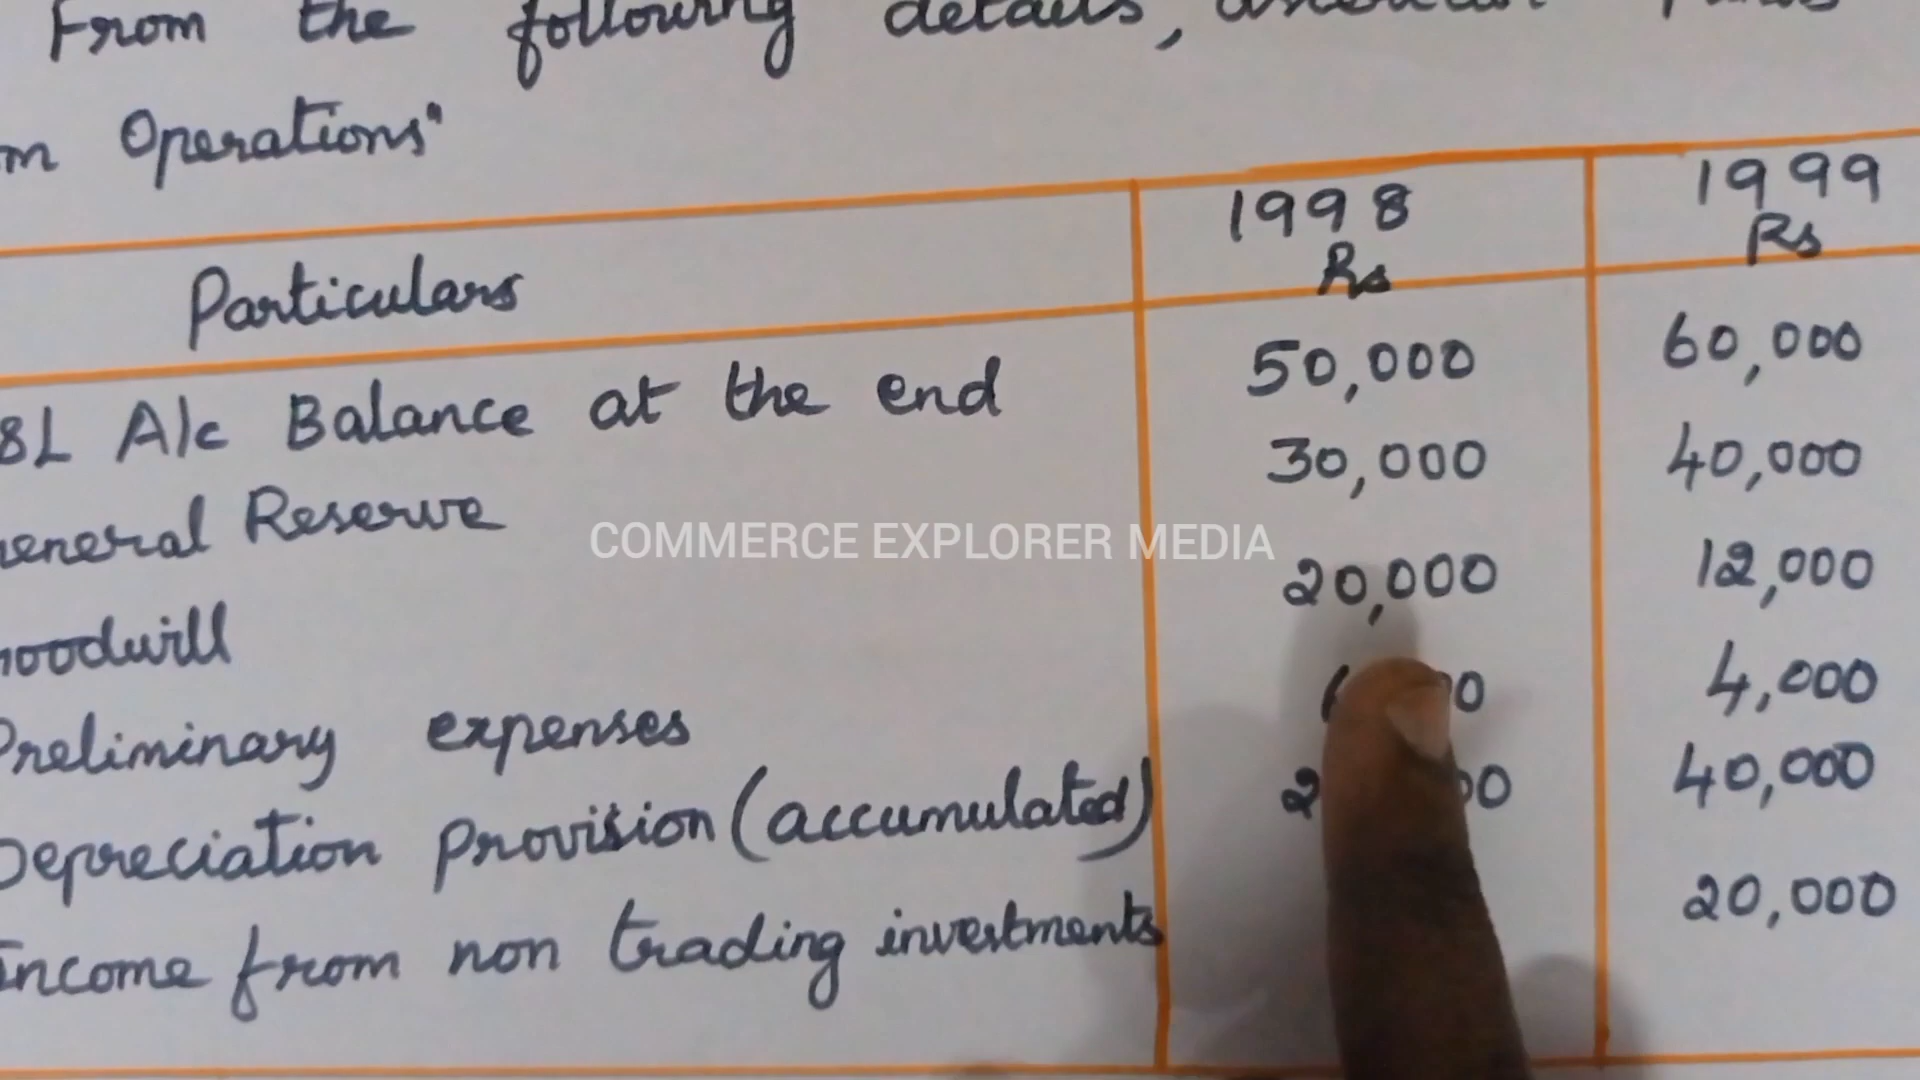 From the following details,
Operations"
Particulars 1998 Rs 1999 Rs
A/c Balance at the end 50,000 60,000
Reserve 30,000 40,000
COMMERCE EXPLORER MEDIA
20,000 12,000
Preliminary expenses 4,000
Depreciation provision (accumulated) 40,000
Income from non trading investments 20,000